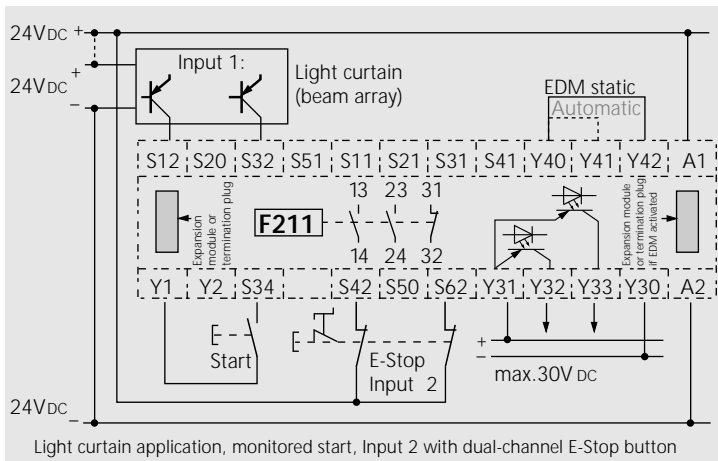 24VDC +
Input 1:
Light curtain
(beam array)
+
24VDC
−
EDM static
Automatic
S12 S20 S32 S51 S11 S21 S31 S41 Y40 Y41 Y42 A1
Expansion
module or
termination plug
F211
13 23 31
14 24 32
Expansion module
or termination plug
if EDM activated
Y1 Y2 S34 S42 S50 S62 Y31 Y32 Y33 Y30 A2
Start
E-Stop
Input 2
+
−
max.30V DC
24VDC −
Light curtain application, monitored start, Input 2 with dual-channel E-Stop button